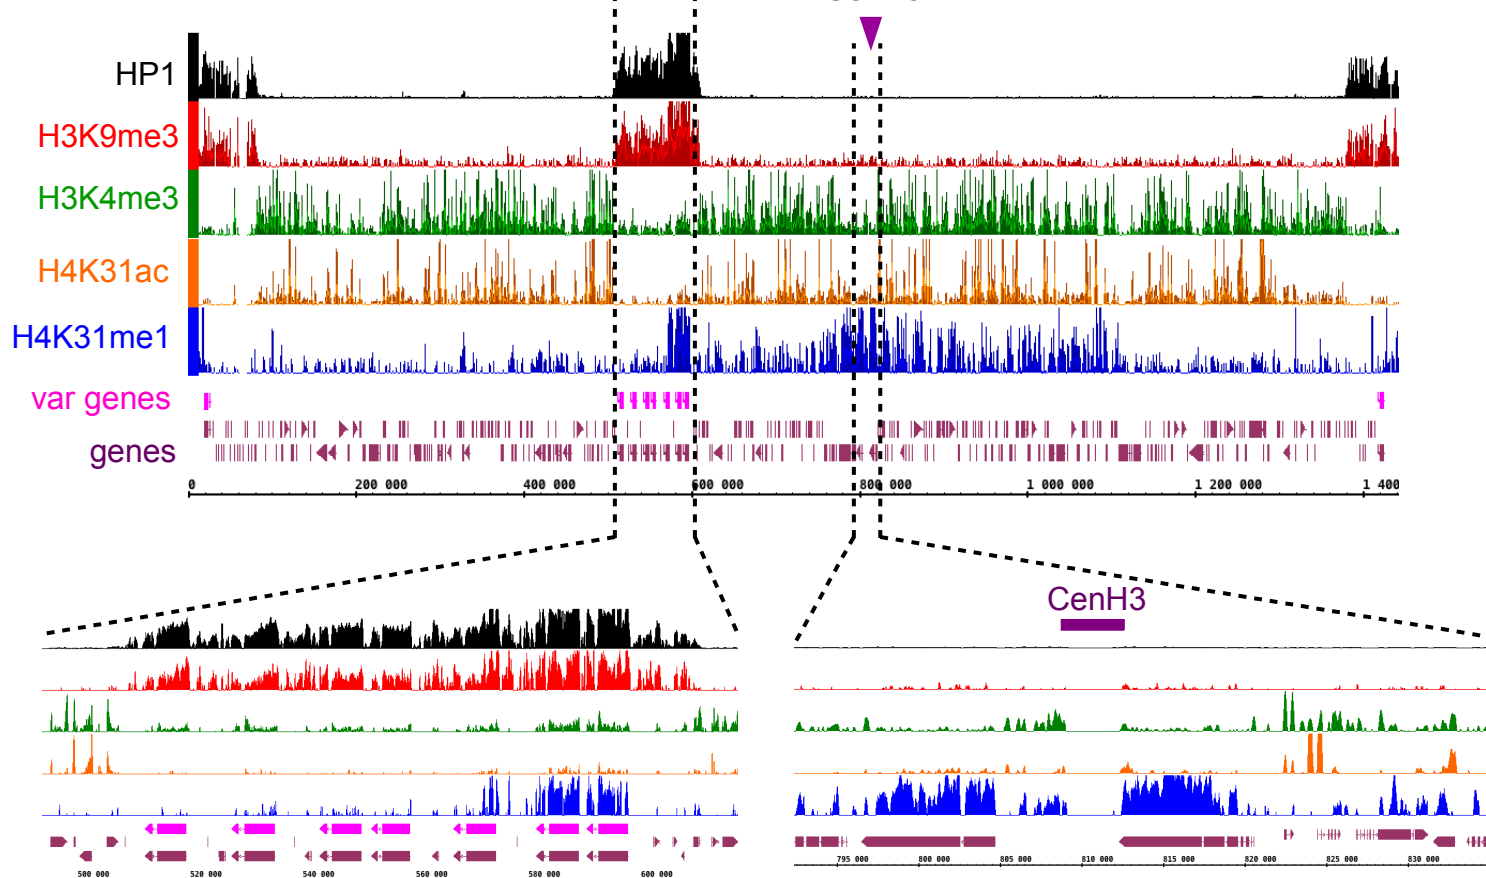 HP1
H3K9me3
H3K4me3
H4K31ac
H4K31me1
var genes
genes
0 200 000 400 000 600 000 800 000 1 000 000 1 200 000 1 400
CenH3
500 000 520 000 540 000 560 000 580 000 600 000
795 000 800 000 805 000 810 000 815 000 820 000 825 000 830 000